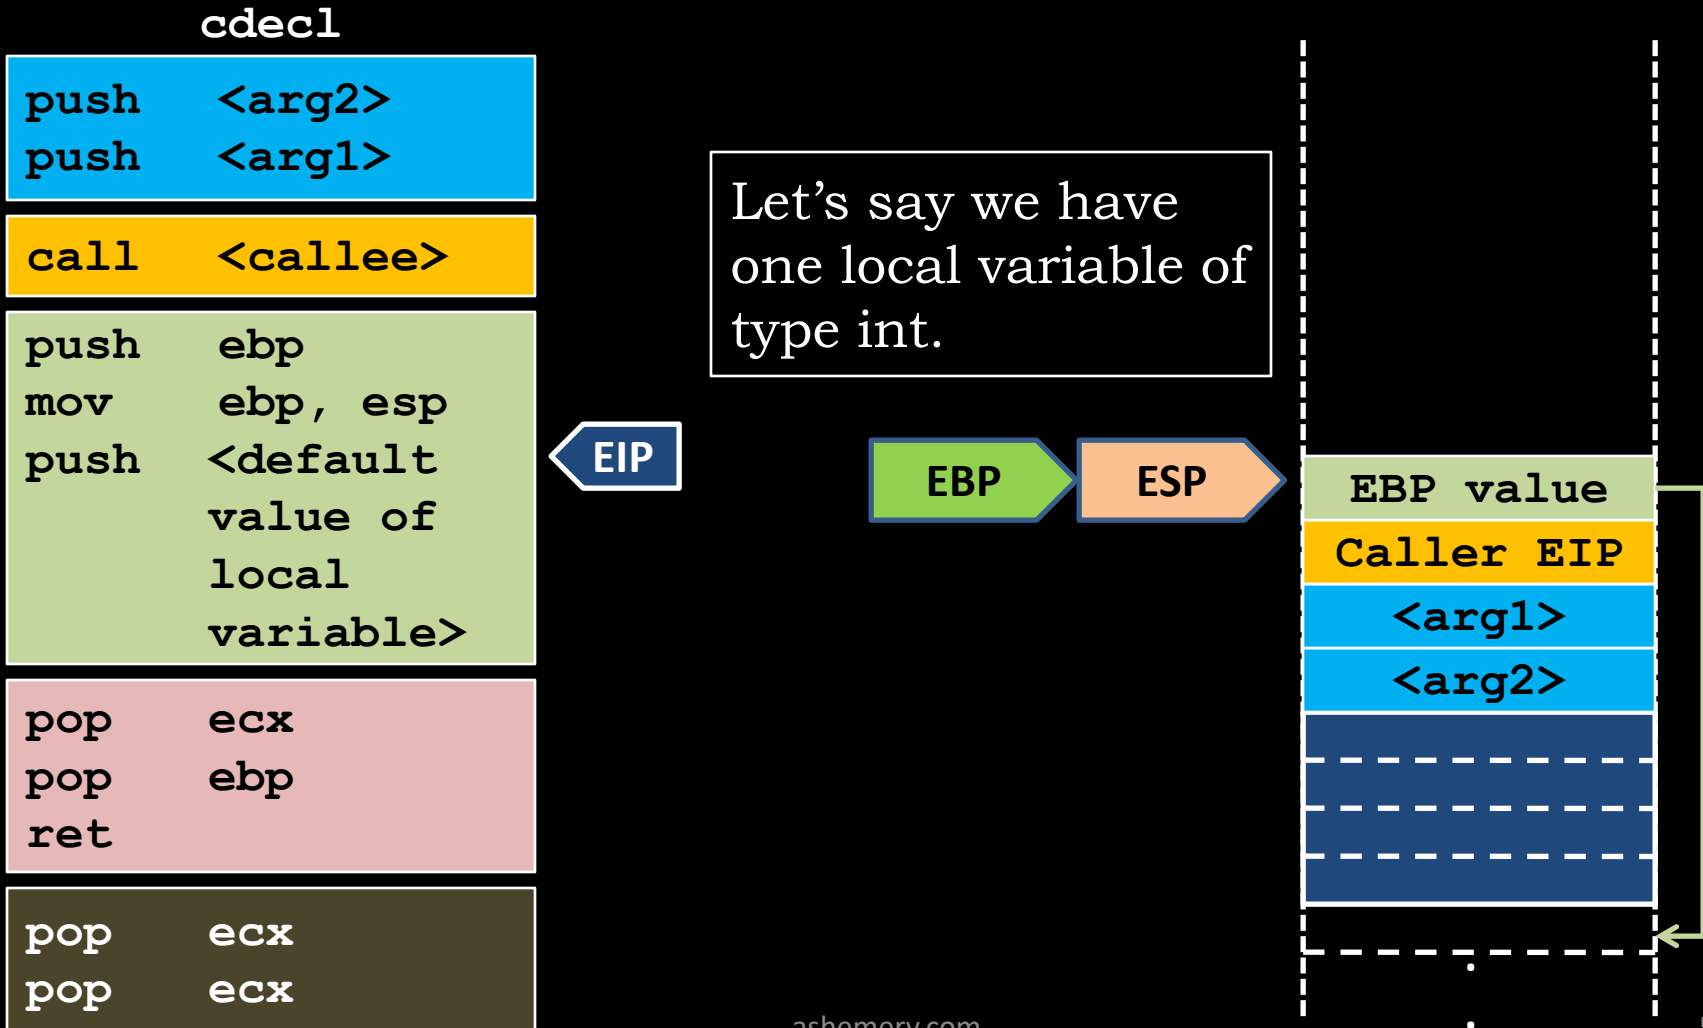 cdecl
push <arg2>
push <arg1>
call <callee>
push ebp
mov ebp, esp
push <default
value of
local
variable>
pop ecx
pop ebp
ret
pop ecx
pop ecx
Let’s say we have
one local variable of
type int.
EIP
EBP
ESP
EBP value
Caller EIP
<arg1>
<arg2>
ashemery.com